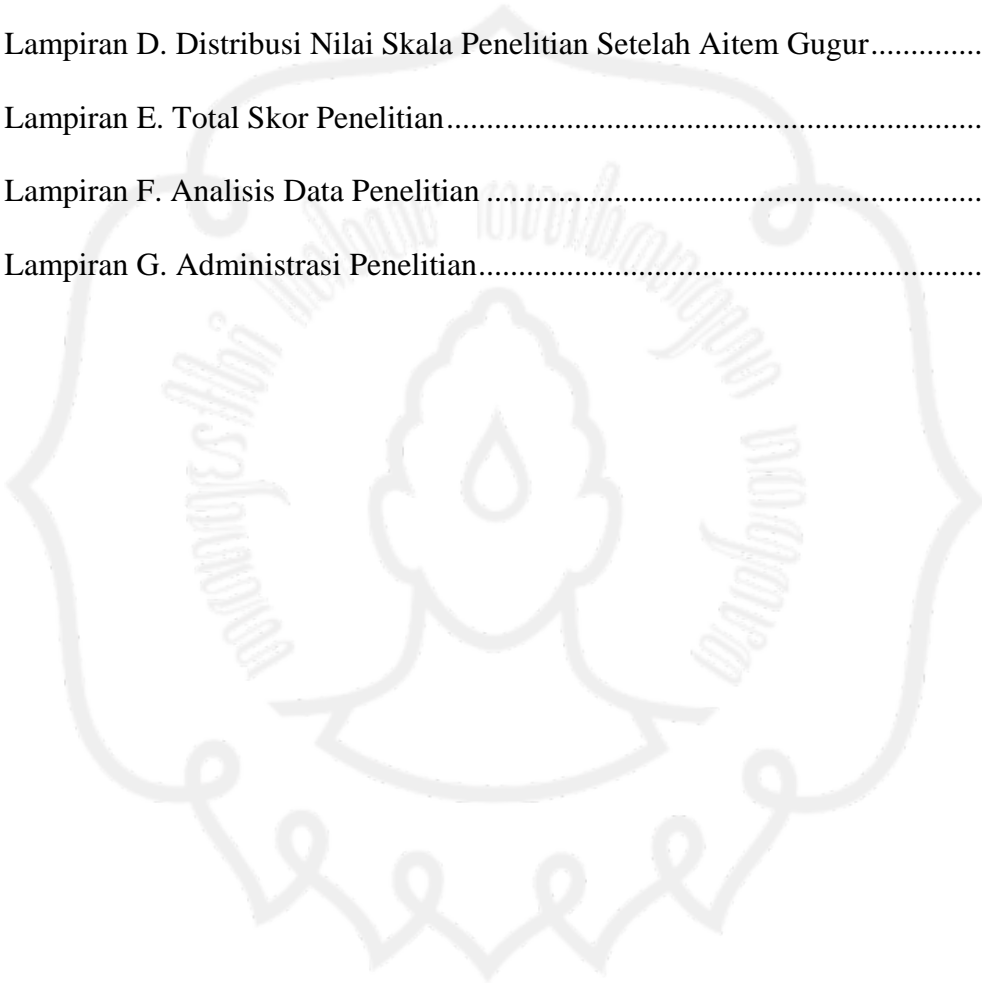 Lampiran D. Distribusi Nilai Skala Penelitian Setelah Aitem Gugur..............
Lampiran E. Total Skor Penelitian...................................................................
Lampiran F. Analisis Data Penelitian ..............................................................
Lampiran G. Administrasi Penelitian...............................................................